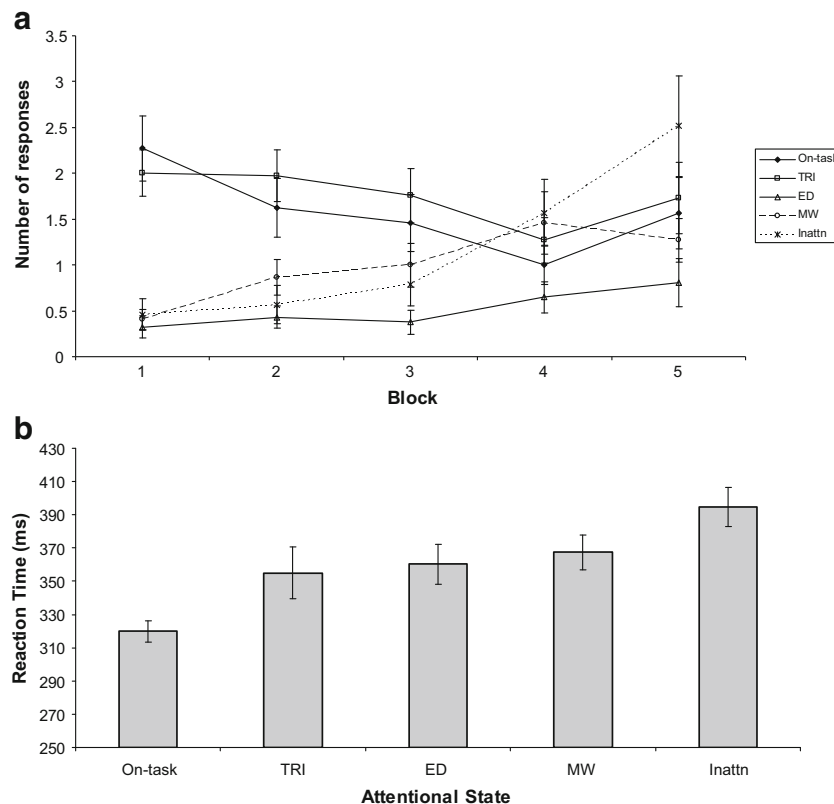 a
4
3.5
3
2.5
2
1.5
1
0.5
0
Number of responses
1 2 3 4 5
Block
On-task
TRI
ED
MW
Inattn
b
430
410
390
370
350
330
310
290
270
250
Reaction Time (ms)
On-task TRI ED MW Inattn
Attentional State